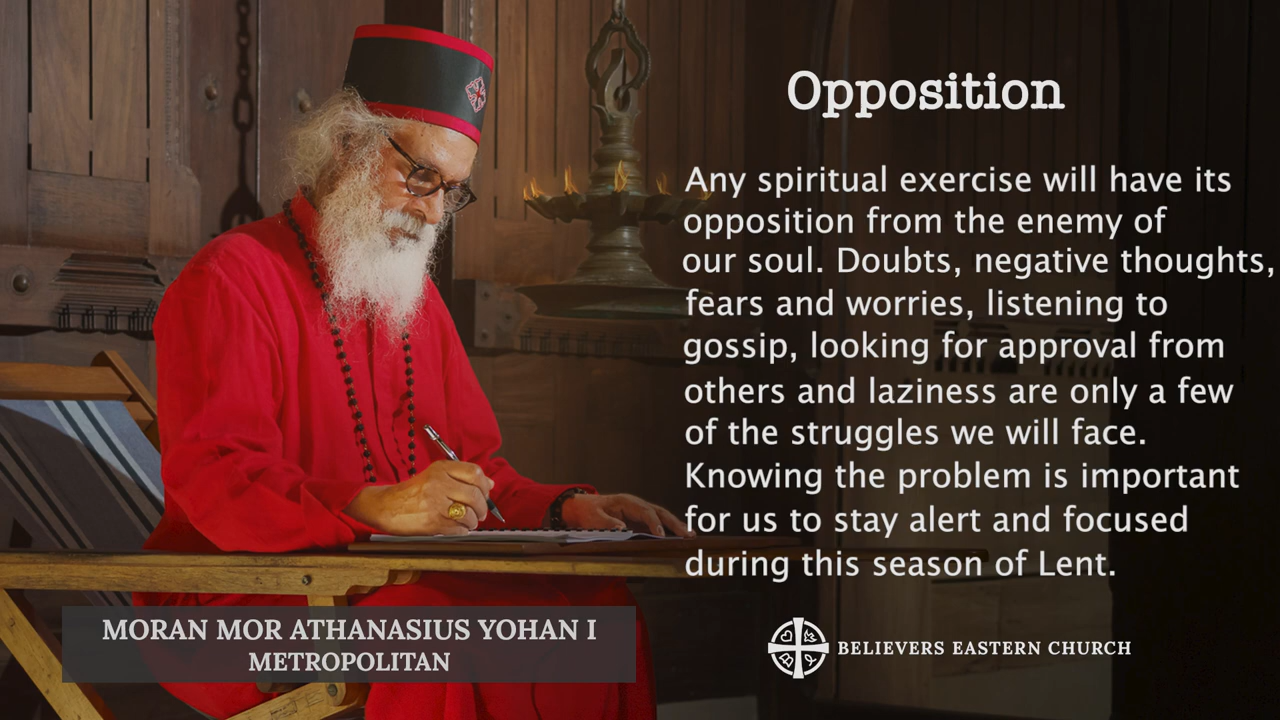 Opposition
Any spiritual exercise will have its
opposition from the enemy of
our soul. Doubts, negative thoughts,
fears and worries, listening to
gossip, looking for approval from
others and laziness are only a few
of the struggles we will face.
Knowing the problem is important
for us to stay alert and focused
during this season of Lent.
MORAN MOR ATHANASIUS YOHAN I
METROPOLITAN
BELIEVERS EASTERN CHURCH